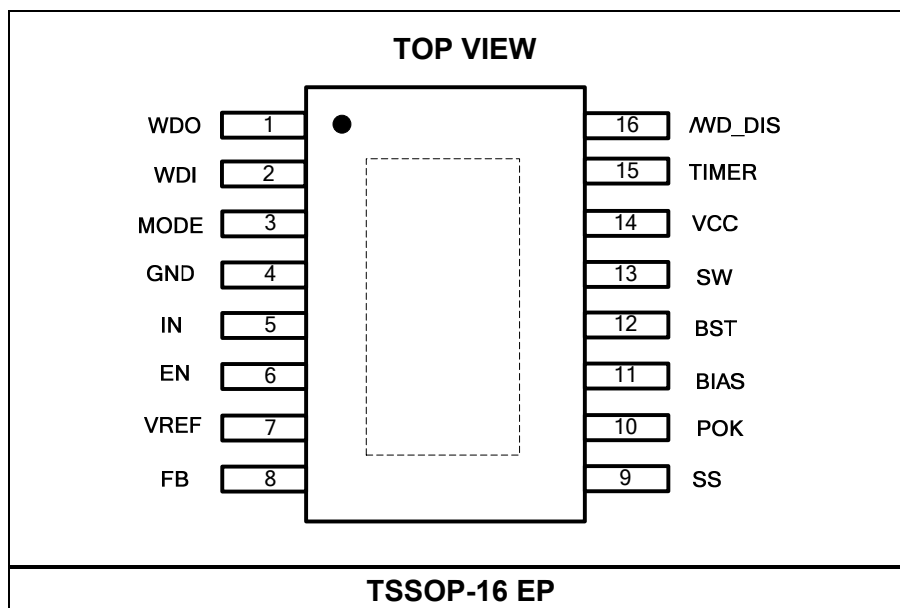 TOP VIEW
WDO 1 16 /WD_DIS
WDI 2 15 TIMER
MODE 3 14 VCC
GND 4 13 SW
IN 5 12 BST
EN 6 11 BIAS
VREF 7 10 POK
FB 8 9 SS
TSSOP-16 EP